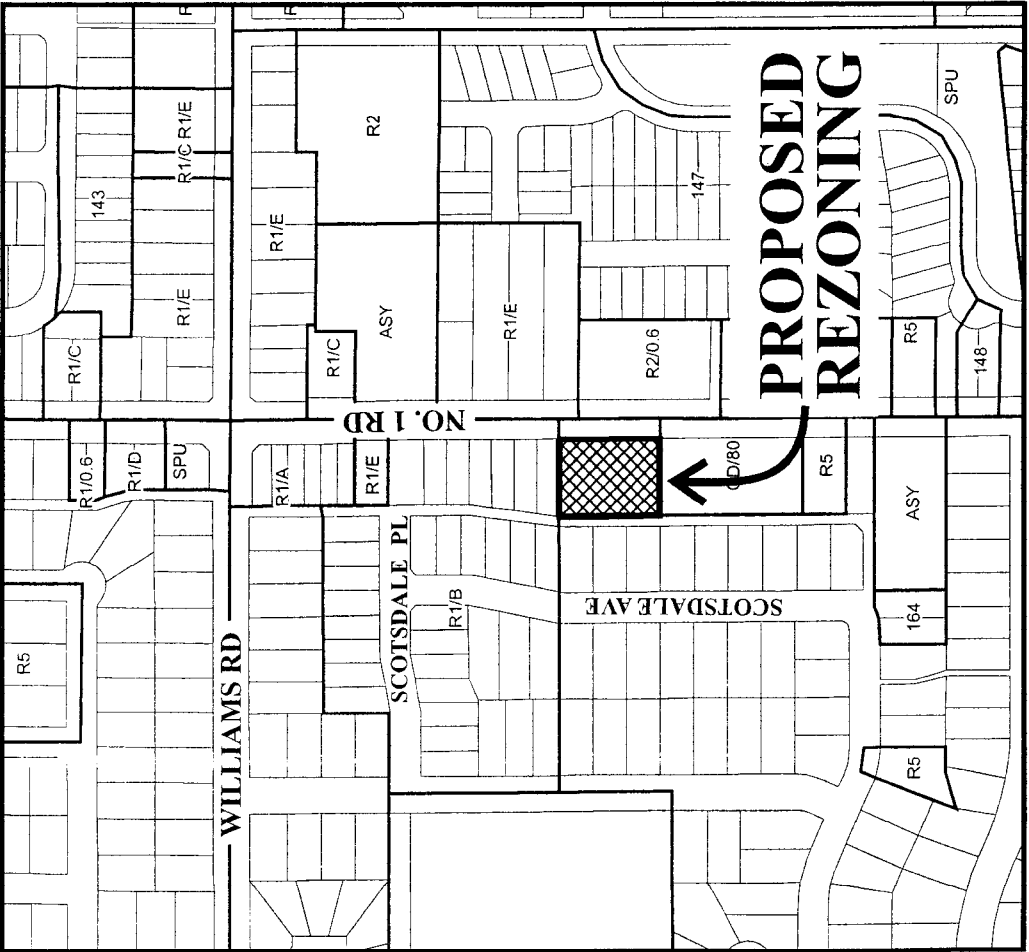 R
R
R
R1/E
R1/C
143
R1/E
R1/C
R1/0.6
R1/D
SPU
R5
WILLIAMS RD
R2
R1/E
ASY
R1/C
R1/E
R2/0.6
147
SPU
PROPOSED
REZONING
R5
148
NO. 1 RD
R1/A
R1/E
SCOTSDALE PL
R1/B
SCOTSDALE AVE
CD/80
R5
ASY
164
R5